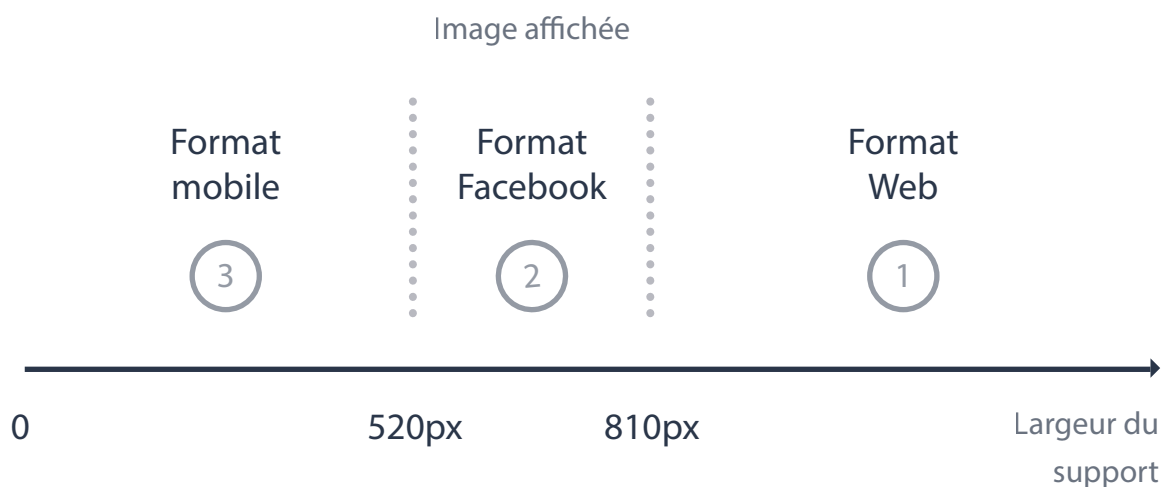 Image affichée
Format
mobile
Format
Facebook
Format
Web
3
2
1
0
520px
810px
Largeur du
support